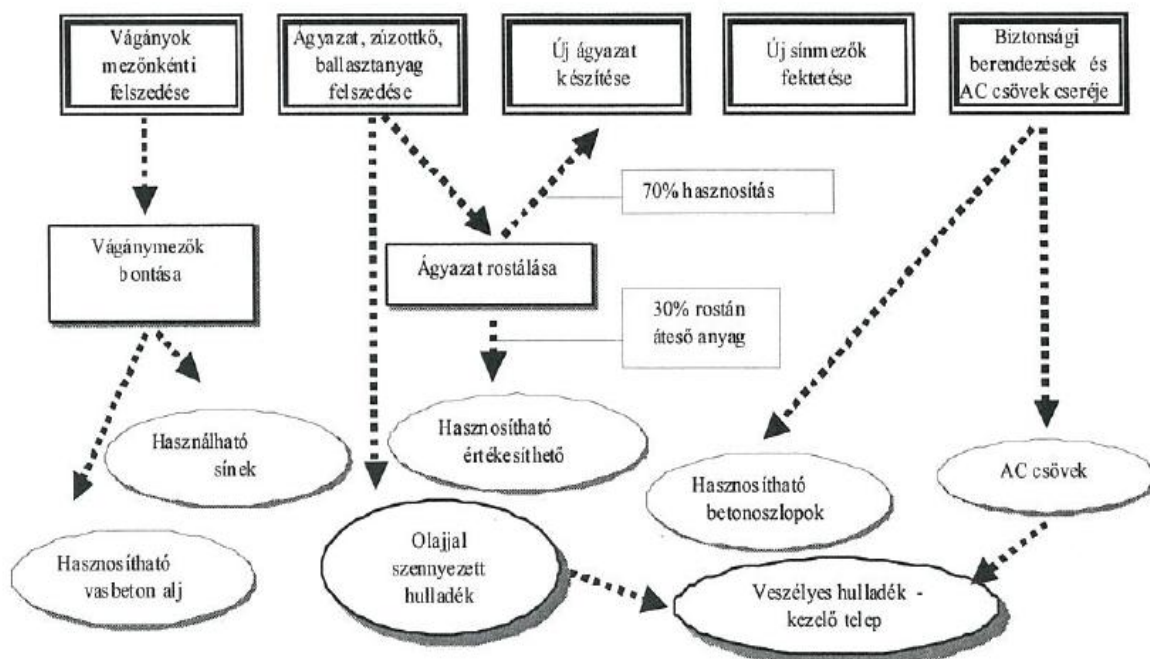 Vágányok
mezőnkénti
felszedése
Ágyazat, zúzottkő,
ballasztanyag
felszedése
Új ágyazat
készítése
Új sínmezők
fektetése
Biztonsági
berendezések és
AC csövek cseréje
70% hasznosítás
Vágánymezők
bontása
Ágyazat rostálása
30% rostán
áteső anyag
Használható
sínek
Hasznosítható
értékesíthető
Hasznosítható
betonoszlopok
AC csövek
Hasznosítható
vasbeton alj
Olajjal
szennyezett
hulladék
Veszélyes hulladék -
kezelő telep